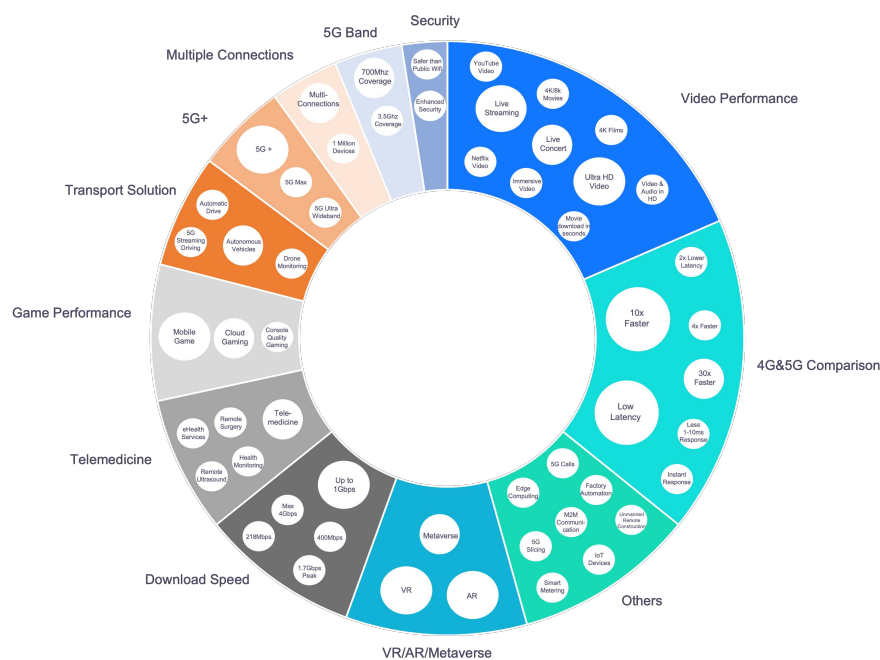 Security
5G Band
Multiple Connections
5G+
Transport Solution
Game Performance
Telemedicine
Download Speed
VR/AR/Metaverse
Others
4G&5G Comparison
Video Performance
Safer than
Public Wifi
Enhanced
Security
YouTube
Video
4K/8k
Movies
Live
Streaming
4K Films
Live
Concert
Netflix
Video
Immersive
Video
Ultra HD
Video
Video &
Audio in
HD
Movie
download in
seconds
2x Lower
Latency
10x
Faster
4x Faster
30x
Faster
Low
Latency
Less
1-10ms
Response
Instant
Response
5G Calls
Edge
Computing
Factory
Automation
M2M
Communi-
cation
Unmanned
Remote
Construction
5G
Slicing
IoT
Devices
Smart
Metering
Metaverse
VR
AR
Up to
1Gbps
Max
4Gbps
218Mbps
400Mbps
1.7Gbps
Peak
Tele-
medicine
Remote
Surgery
eHealth
Services
Health
Monitoring
Remote
Ultrasound
Mobile
Game
Cloud
Gaming
Console
Quality
Gaming
Automatic
Drive
5G
Streaming
Driving
Autonomous
Vehicles
Drone
Monitoring
5G +
5G Max
5G Ultra
Wideband
Multi-
Connections
1 Million
Devices
700Mhz
Coverage
3.5Ghz
Coverage